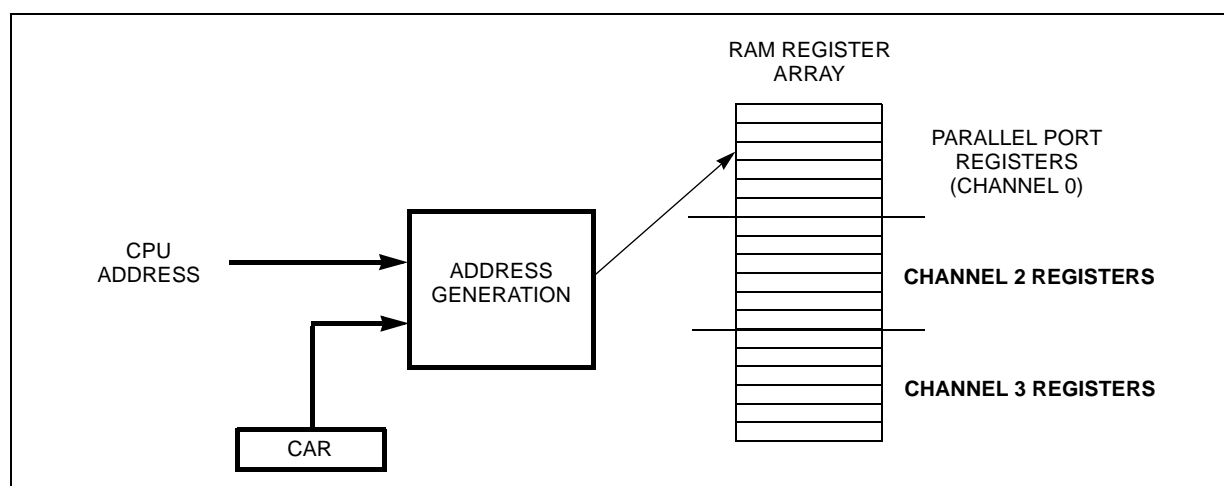 RAM REGISTER
ARRAY
PARALLEL PORT
REGISTERS
(CHANNEL 0)
CPU
ADDRESS
ADDRESS
GENERATION
CHANNEL 2 REGISTERS
CHANNEL 3 REGISTERS
CAR